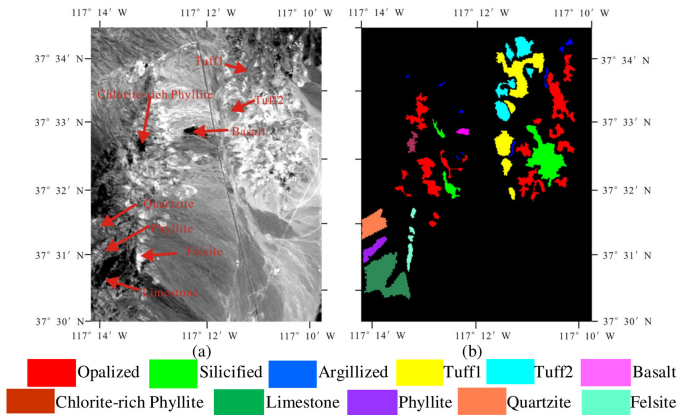 117° 14' W 117° 12' W 117° 10' W
117° 14' W 117° 12' W 117° 10' W
37° 34' N
37° 33' N
37° 32' N
37° 31' N
37° 30' N
Tuff1
Chlorite-rich Phyllite
Tuff2
Basalt
Quartzite
Phyllite
Felsite
Limestone
37° 34' N
37° 33' N
37° 32' N
37° 31' N
37° 30' N
117° 14' W 117° 12' W 117° 10' W
117° 14' W 117° 12' W 117° 10' W
(a) (b)
Opalized Silicified Argillized Tuff1 Tuff2 Basalt
Chlorite-rich Phyllite Limestone Phyllite Quartzite Felsite